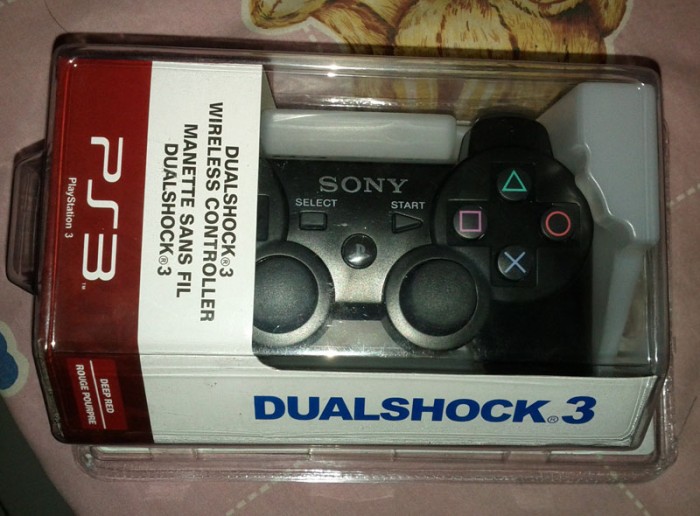 PS3™
PlayStation 3
DUALSHOCK®3
WIRELESS CONTROLLER
MANETTE SANS FIL
DUALSHOCK®3
DEEP RED
ROUGE POURPRE
SONY
SELECT
START
DUALSHOCK®3